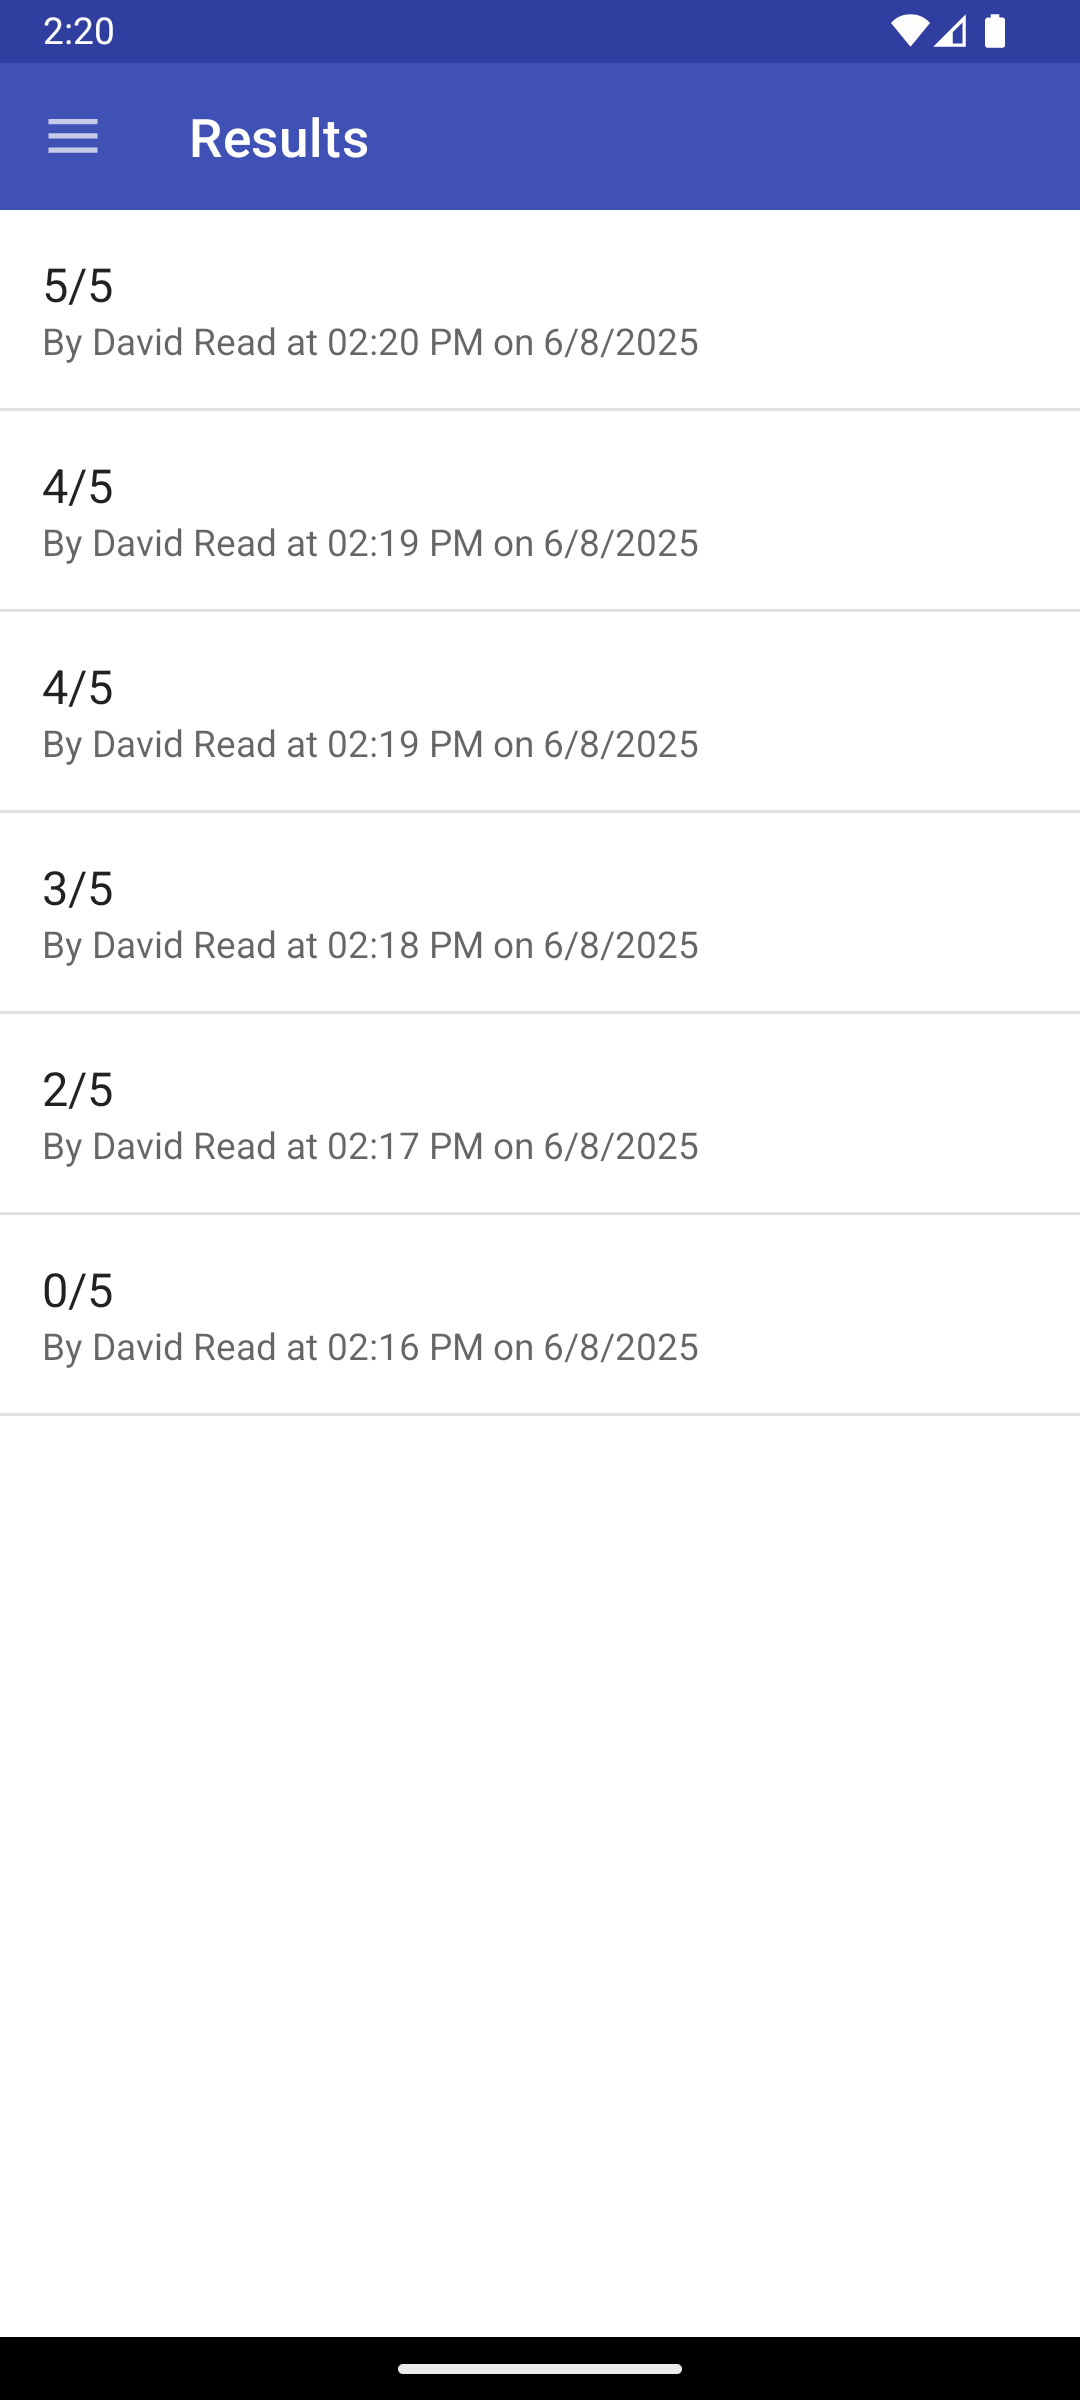 2:20
Results
5/5
By David Read at 02:20 PM on 6/8/2025
4/5
By David Read at 02:19 PM on 6/8/2025
4/5
By David Read at 02:19 PM on 6/8/2025
3/5
By David Read at 02:18 PM on 6/8/2025
2/5
By David Read at 02:17 PM on 6/8/2025
0/5
By David Read at 02:16 PM on 6/8/2025